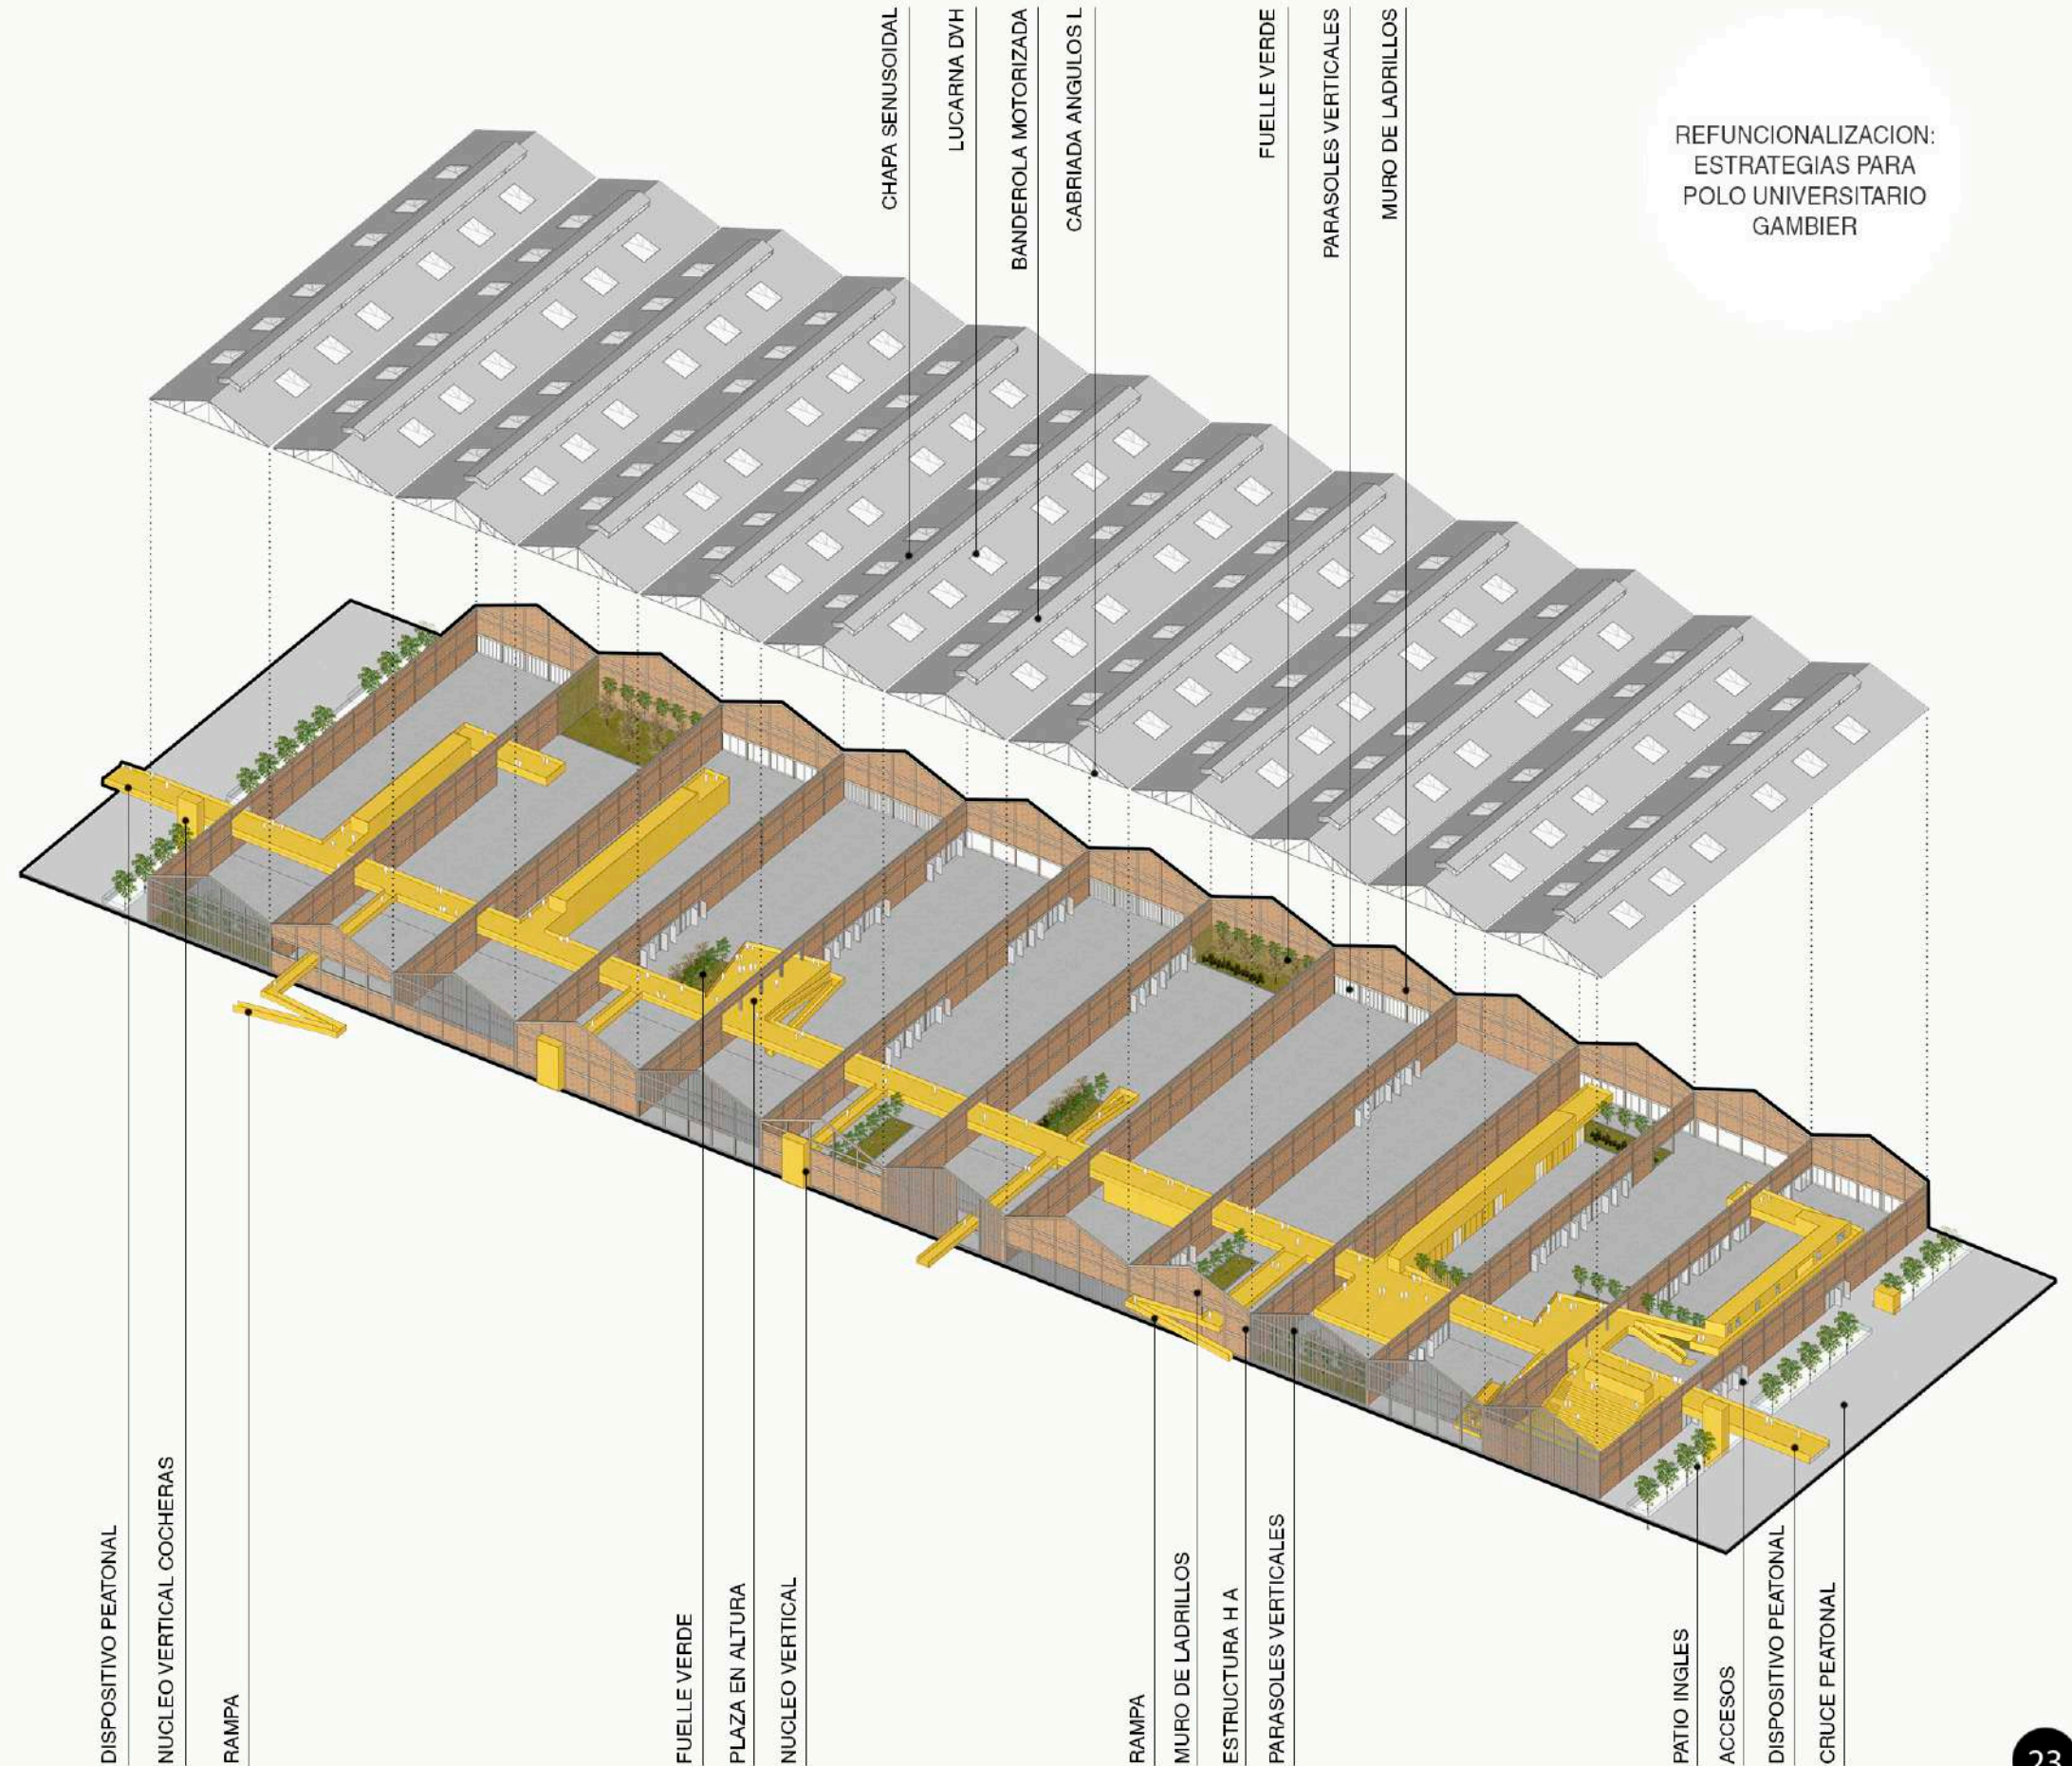 CHAPA SENUSOIDAL
LUCARNA DVH
BANDEROLA MOTORIZADA
CABRIADA ANGULOS L
FUELLE VERDE
PARASOLES VERTICALES
MURO DE LADRILLOS
REFUNCIONALIZACION:
ESTRATEGIAS PARA
POLO UNIVERSITARIO
GAMBIER
DISPOSITIVO PEATONAL
NUCLEO VERTICAL COCHERAS
RAMPA
FUELLE VERDE
PLAZA EN ALTURA
NUCLEO VERTICAL
RAMPA
MURO DE LADRILLOS
ESTRUCTURA H A
PARASOLES VERTICALES
PATIO INGLES
ACCESOS
DISPOSITIVO PEATONAL
CRUCE PEATONAL
23